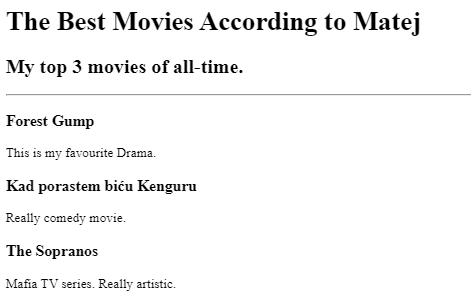 The Best Movies According to Matej
My top 3 movies of all-time.
Forest Gump
This is my favourite Drama.
Kad porastem biću Kenguru
Really comedy movie.
The Sopranos
Mafia TV series. Really artistic.